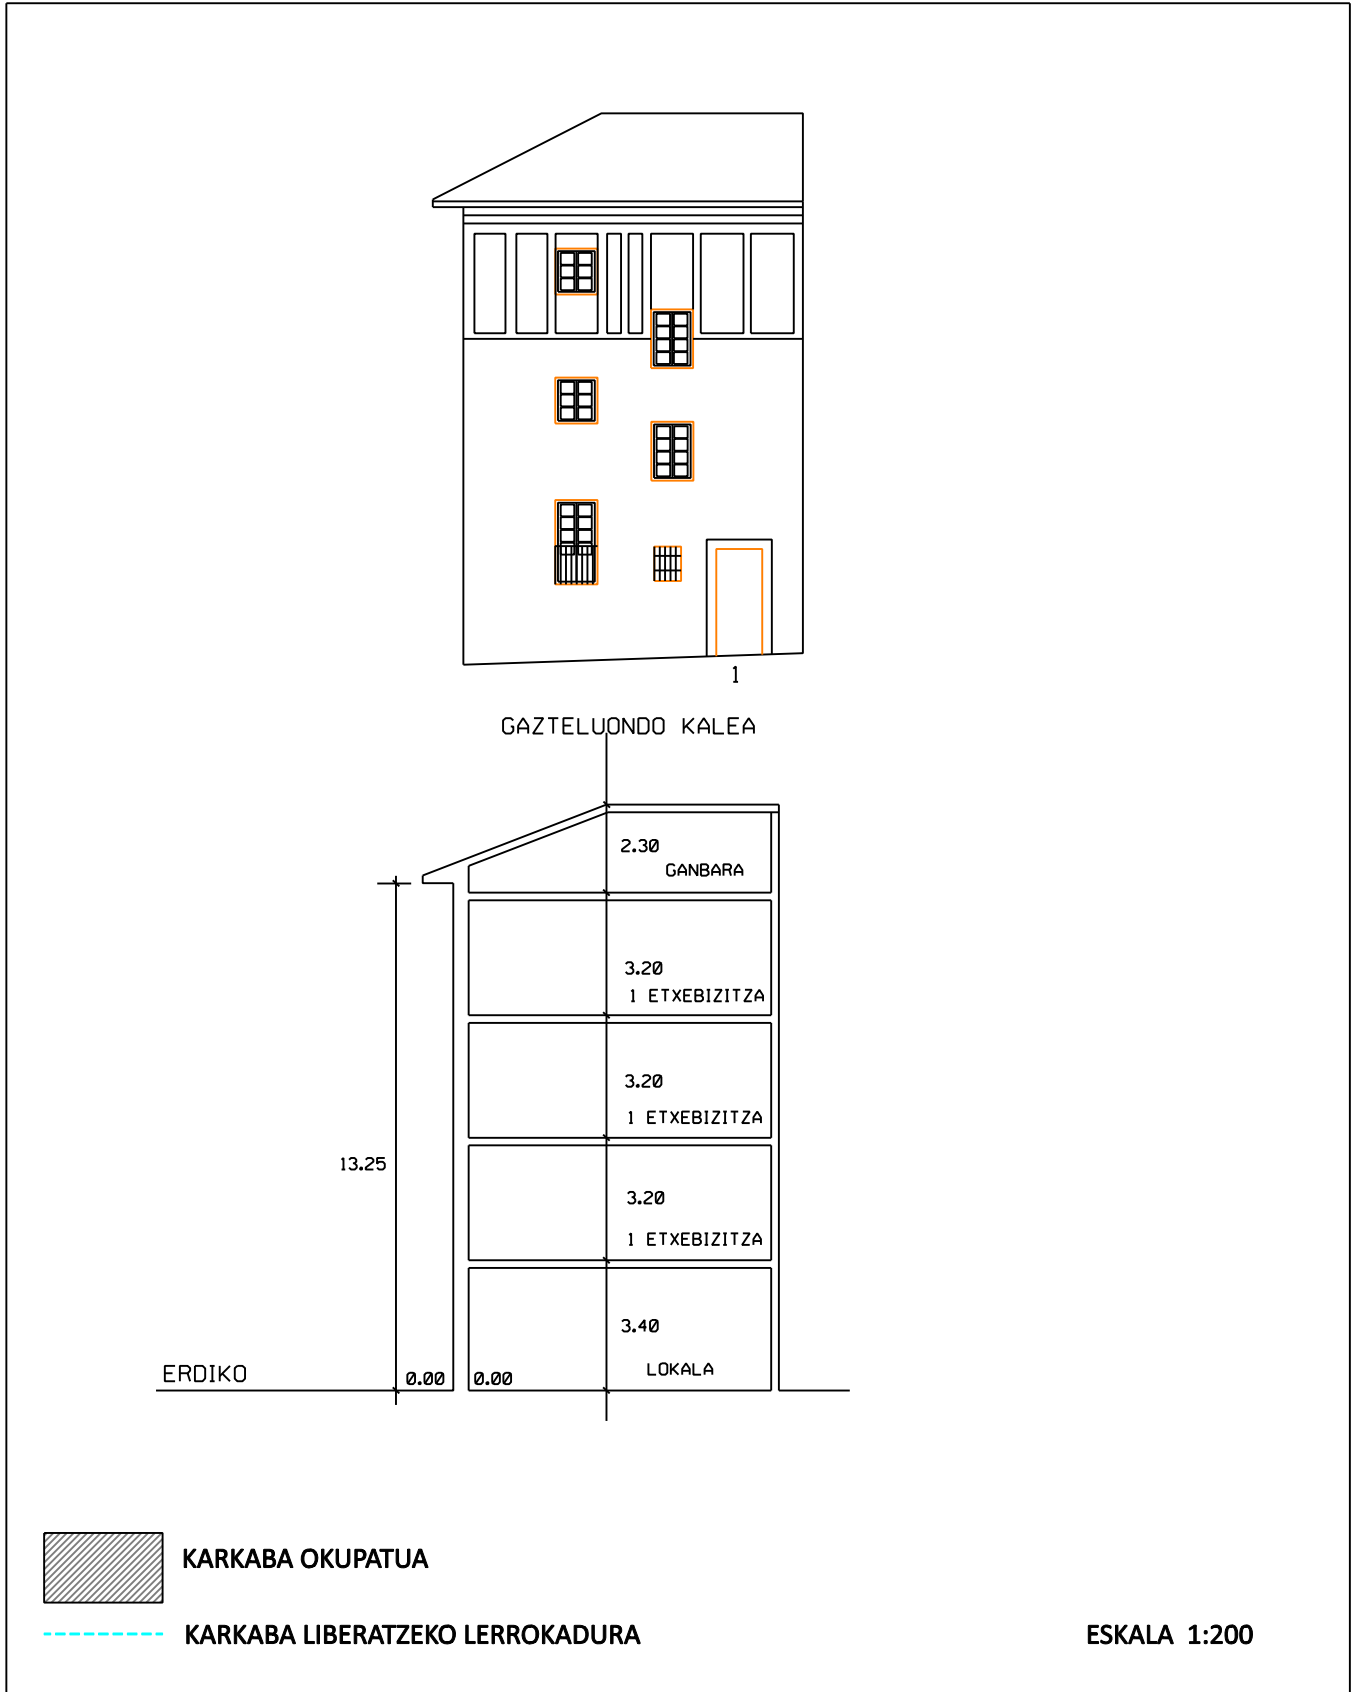 1
GAZTELUONDO KALEA
2.30
GANBARA
3.20
1 ETXEBIZITZA
3.20
1 ETXEBIZITZA
13.25
3.20
1 ETXEBIZITZA
3.40
LOKALA
ERDIKO
0.00
0.00
KARKABA OKUPATUA
KARKABA LIBERATZEKO LERROKADURA
ESKALA 1:200